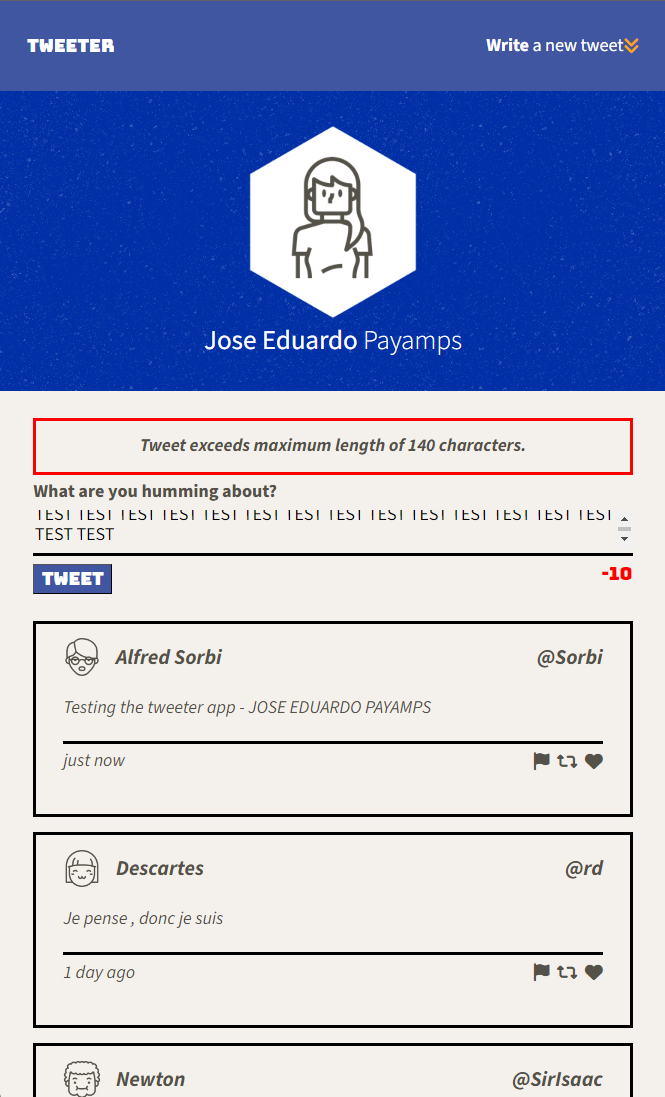 TWEETER
Write a new tweet
Jose Eduardo Payamps
Tweet exceeds maximum length of 140 characters.
What are you humming about?
TEST TEST TEST TEST TEST TEST TEST TEST TEST TEST TEST TEST TEST TEST
TEST TEST
TWEET
-10
Alfred Sorbi
@Sorbi
Testing the tweeter app - JOSE EDUARDO PAYAMPS
just now
Descartes
@rd
Je pense , donc je suis
1 day ago
Newton
@SirIsaac